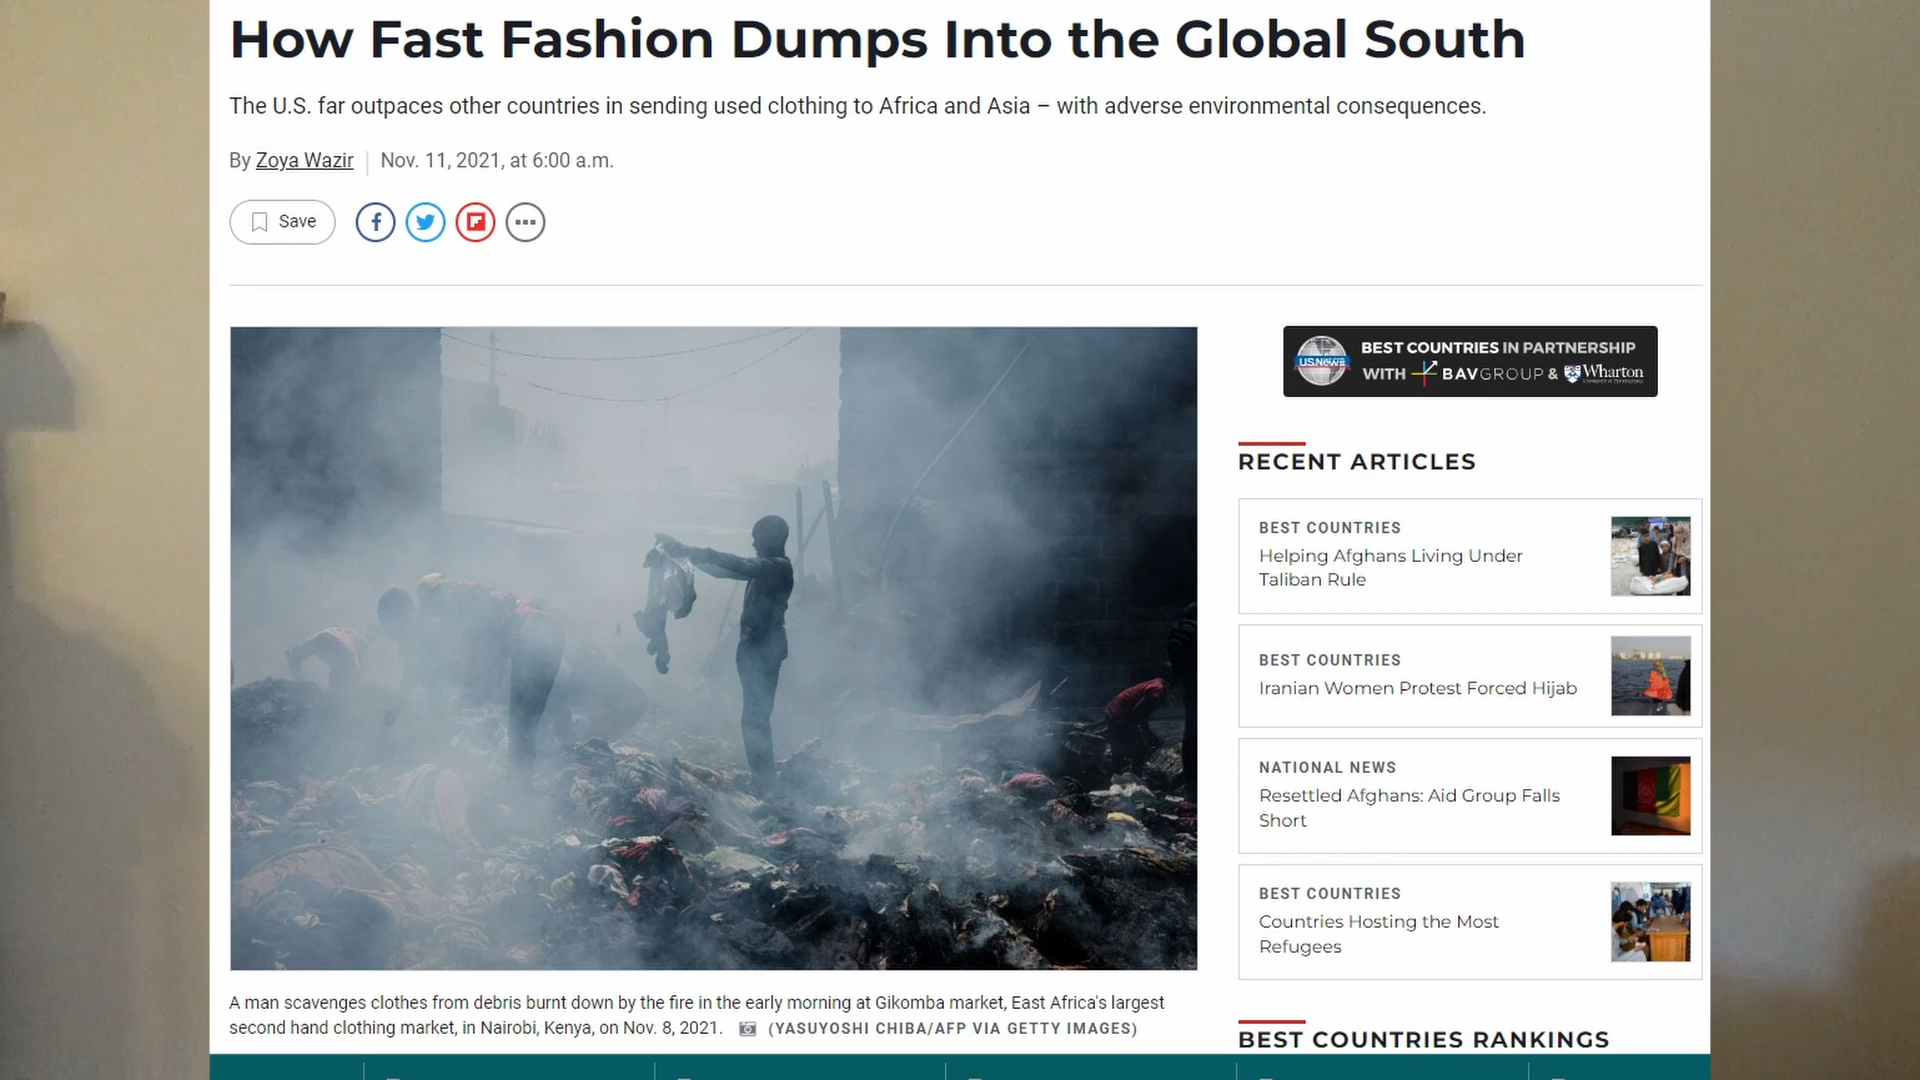 How Fast Fashion Dumps Into the Global South
The U.S. far outpaces other countries in sending used clothing to Africa and Asia – with adverse environmental consequences.
By Zoya Wazir | Nov. 11, 2021, at 6:00 a.m.
Save
BEST COUNTRIES IN PARTNERSHIP
U.S.News
WITH BAVGROUP & Wharton
RECENT ARTICLES
BEST COUNTRIES
Helping Afghans Living Under
Taliban Rule
BEST COUNTRIES
Iranian Women Protest Forced Hijab
NATIONAL NEWS
Resettled Afghans: Aid Group Falls
Short
BEST COUNTRIES
Countries Hosting the Most
Refugees
A man scavenges clothes from debris burnt down by the fire in the early morning at Gikomba market, East Africa's largest
second hand clothing market, in Nairobi, Kenya, on Nov. 8, 2021. (YASUYOSHI CHIBA/AFP VIA GETTY IMAGES)
BEST COUNTRIES RANKINGS